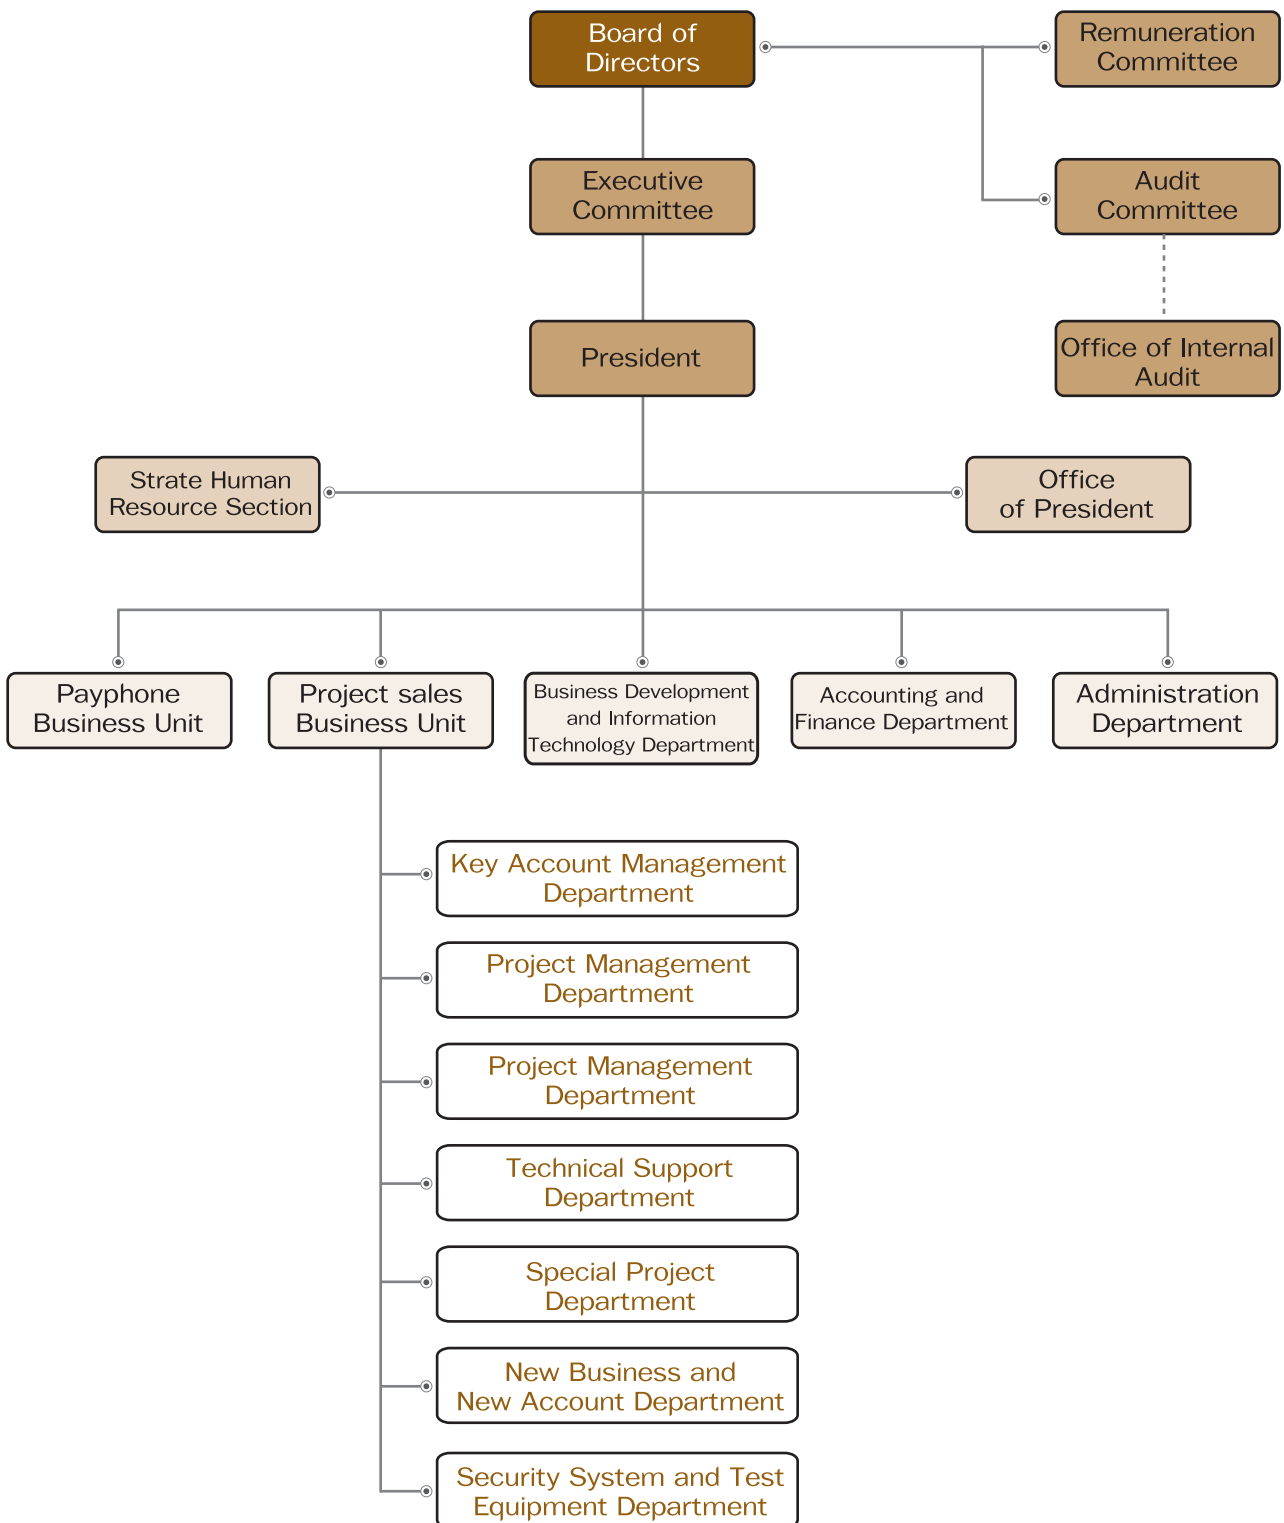 Board of
Directors
Remuneration
Committee
Executive
Committee
Audit
Committee
President
Office of Internal
Audit
Strate Human
Resource Section
Office
of President
Payphone
Business Unit
Project sales
Business Unit
Business Development
and Information
Technology Department
Accounting and
Finance Department
Administration
Department
Key Account Management
Department
Project Management
Department
Project Management
Department
Technical Support
Department
Special Project
Department
New Business and
New Account Department
Security System and Test
Equipment Department